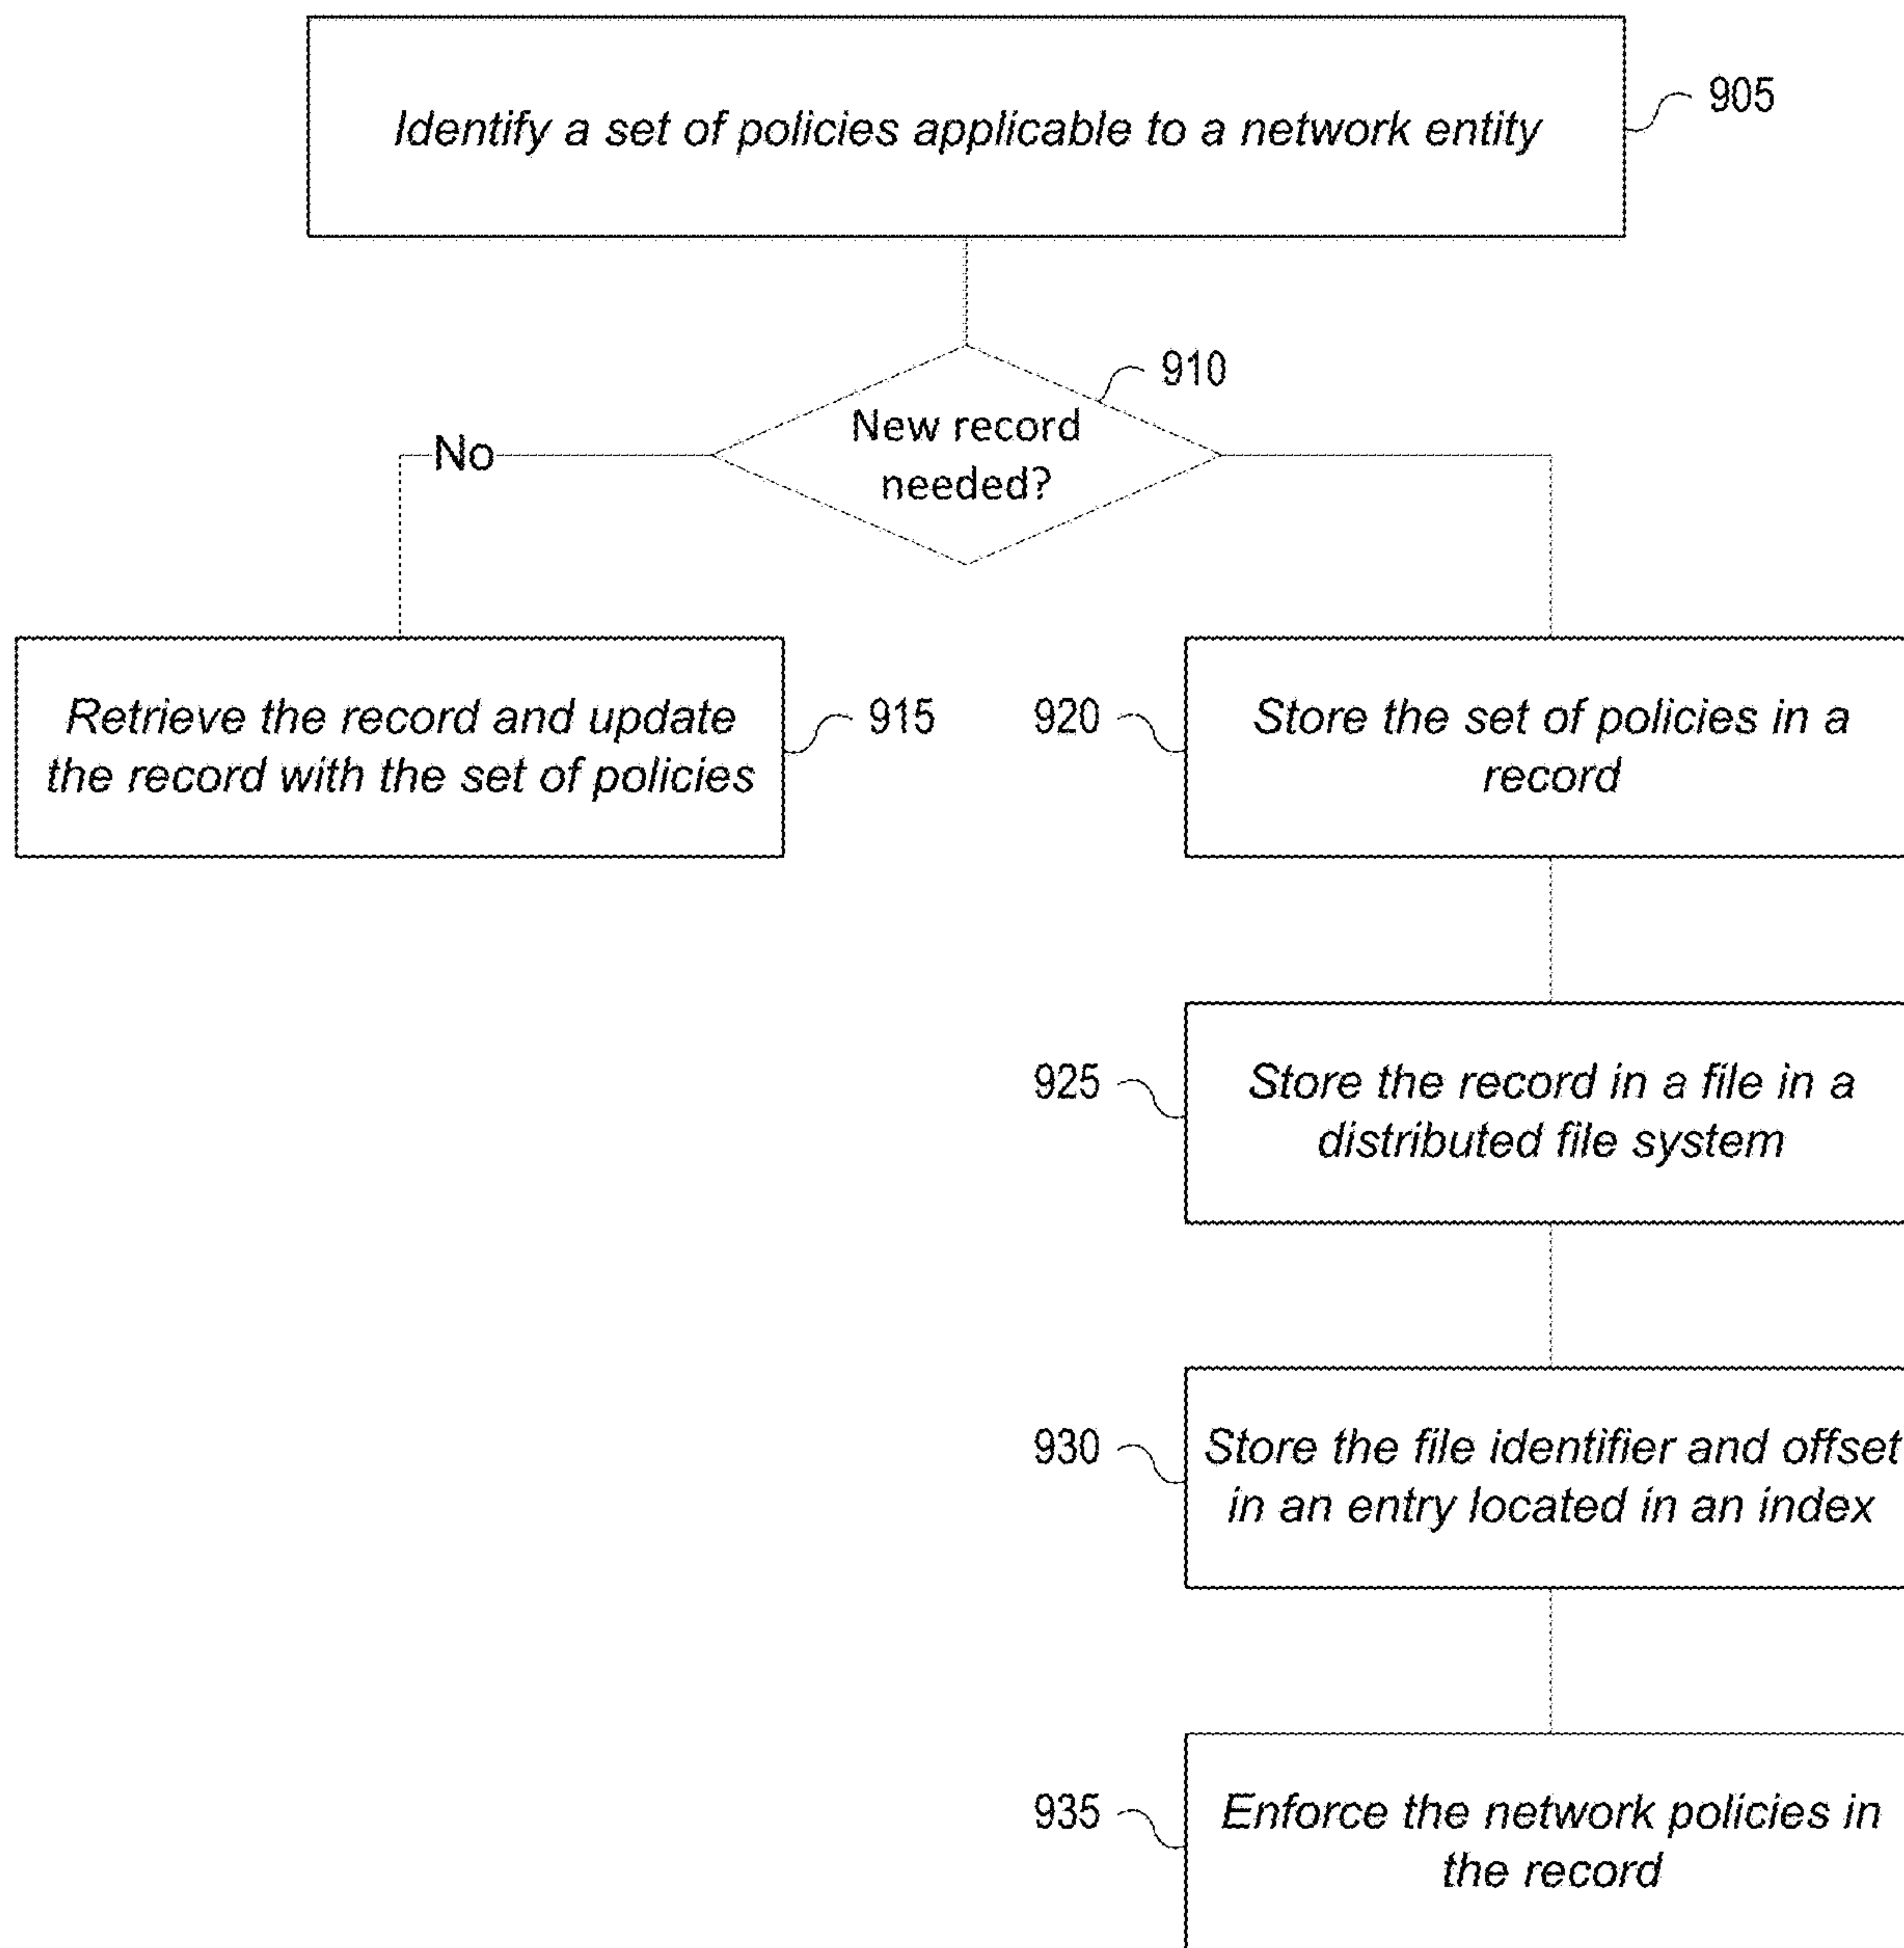 Identify a set of policies applicable to a network entity
905
910
New record
needed?
No
Retrieve the record and update
the record with the set of policies
915
920
Store the set of policies in a
record
925
Store the record in a file in a
distributed file system
930
Store the file identifier and offset
in an entry located in an index
935
Enforce the network policies in
the record